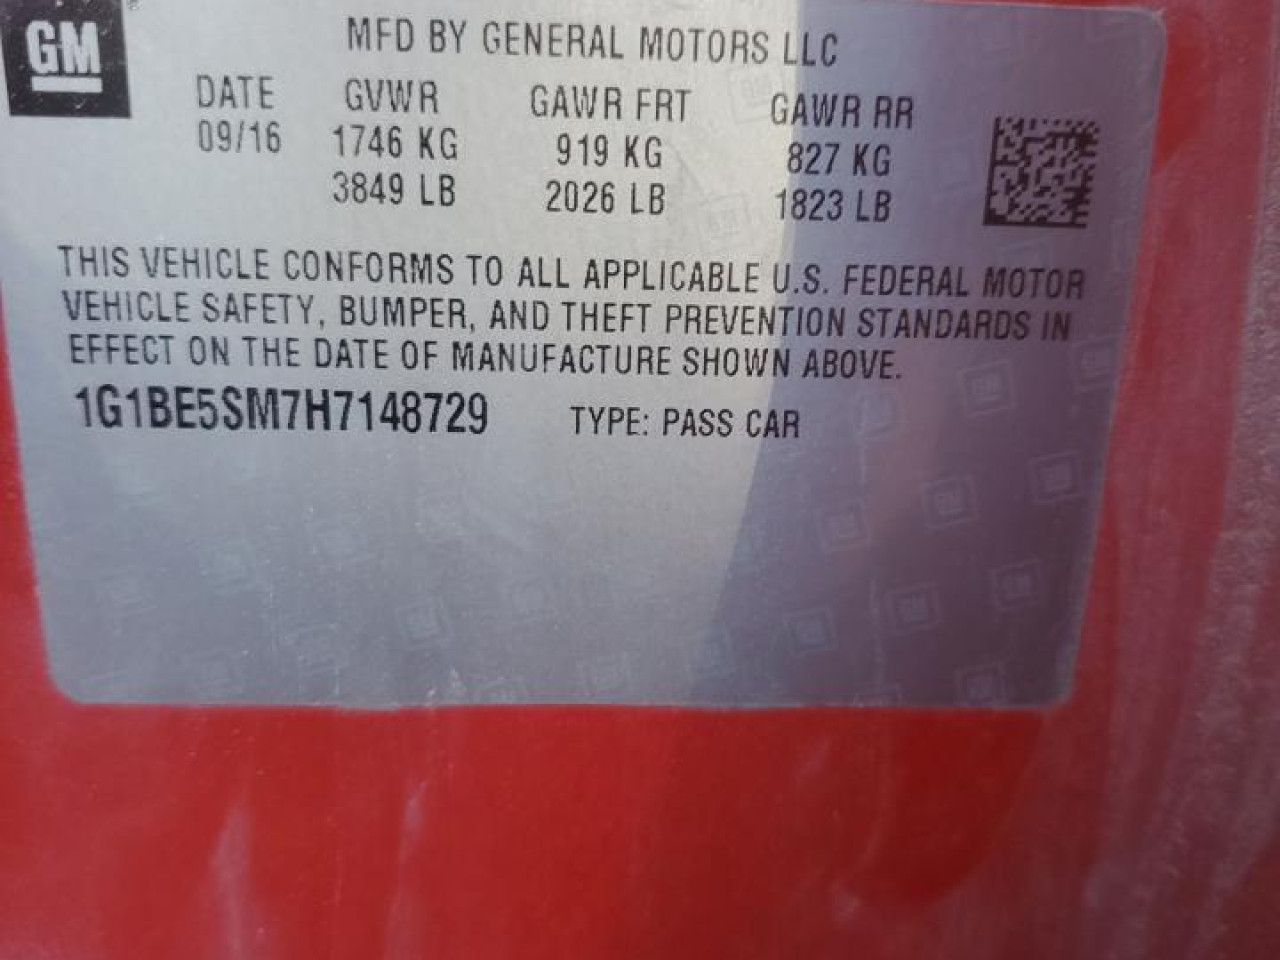 GM
MFD BY GENERAL MOTORS LLC
DATE GVWR GAWR FRT GAWR RR
09/16 1746 KG 919 KG 827 KG
3849 LB 2026 LB 1823 LB
THIS VEHICLE CONFORMS TO ALL APPLICABLE U.S. FEDERAL MOTOR
VEHICLE SAFETY, BUMPER, AND THEFT PREVENTION STANDARDS IN
EFFECT ON THE DATE OF MANUFACTURE SHOWN ABOVE.
1G1BE5SM7H7148729 TYPE: PASS CAR